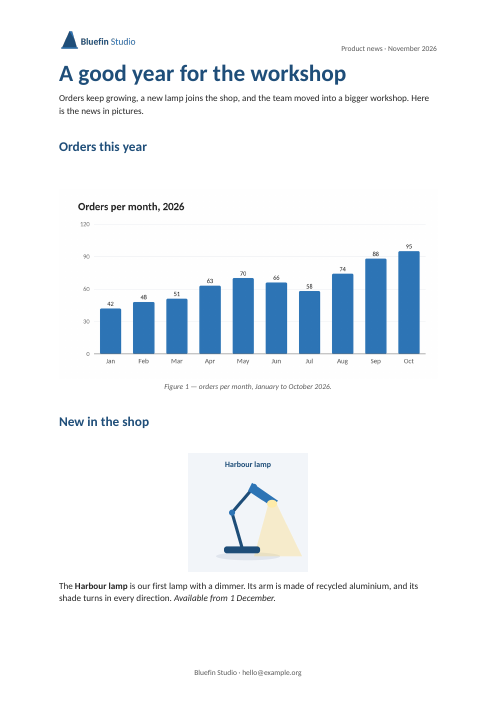 Bluefin Studio
Product news · November 2026
A good year for the workshop
Orders keep growing, a new lamp joins the shop, and the team moved into a bigger workshop. Here
is the news in pictures.
Orders this year
Orders per month, 2026
120
90
60
30
0
42
48
51
63
70
66
58
74
88
95
Jan
Feb
Mar
Apr
May
Jun
Jul
Aug
Sep
Oct
Figure 1 — orders per month, January to October 2026.
New in the shop
Harbour lamp
The Harbour lamp is our first lamp with a dimmer. Its arm is made of recycled aluminium, and its
shade turns in every direction. Available from 1 December.
Bluefin Studio · hello@example.org